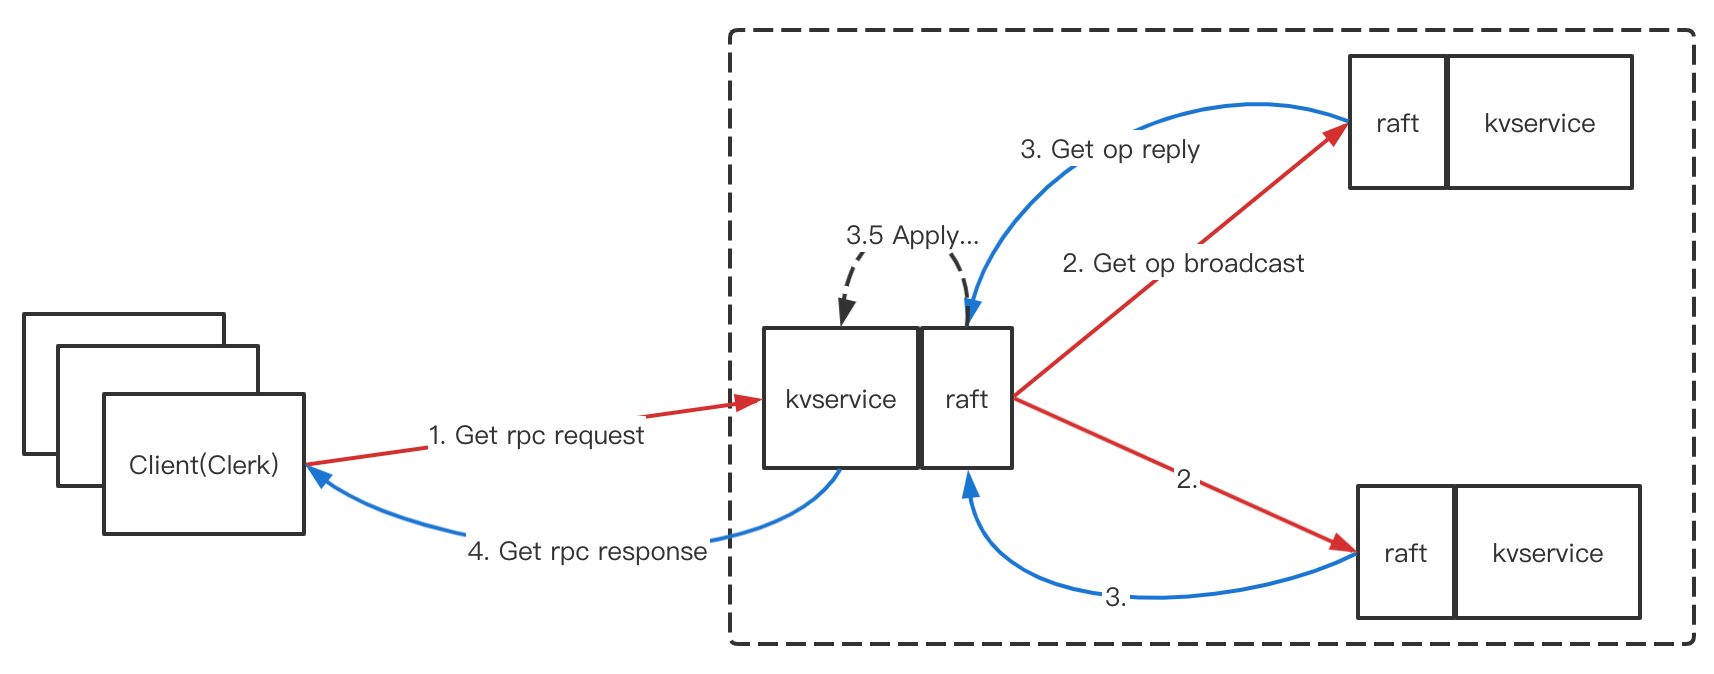 raft
kvservice
3. Get op reply
3.5 Apply...
2. Get op broadcast
kvservice
raft
1. Get rpc request
Client(Clerk)
2.
4. Get rpc response
raft
kvservice
3.